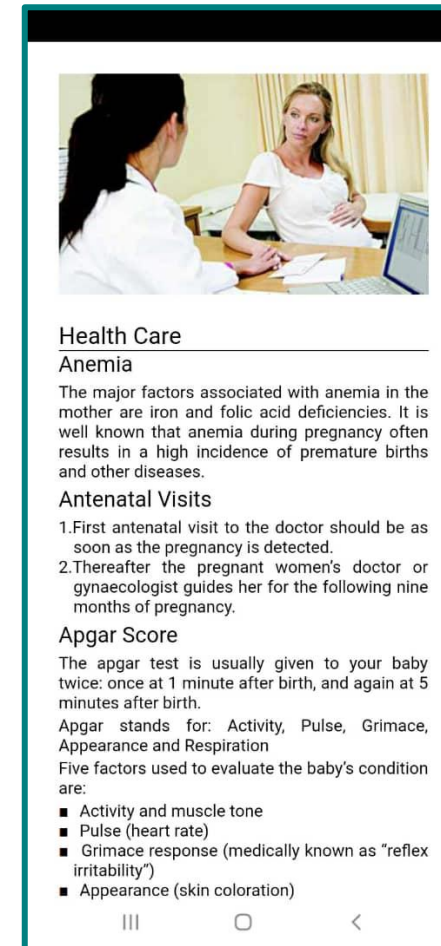 Health Care
Anemia
The major factors associated with anemia in the
mother are iron and folic acid deficiencies. It is
well known that anemia during pregnancy often
results in a high incidence of premature births
and other diseases.
Antenatal Visits
1.First antenatal visit to the doctor should be as
soon as the pregnancy is detected.
2.Thereafter the pregnant women's doctor or
gynaecologist guides her for the following nine
months of pregnancy.
Apgar Score
The apgar test is usually given to your baby
twice: once at 1 minute after birth, and again at 5
minutes after birth.
Apgar stands for: Activity, Pulse, Grimace,
Appearance and Respiration
Five factors used to evaluate the baby's condition
are:
■ Activity and muscle tone
■ Pulse (heart rate)
■ Grimace response (medically known as “reflex
irritability”)
■ Appearance (skin coloration)